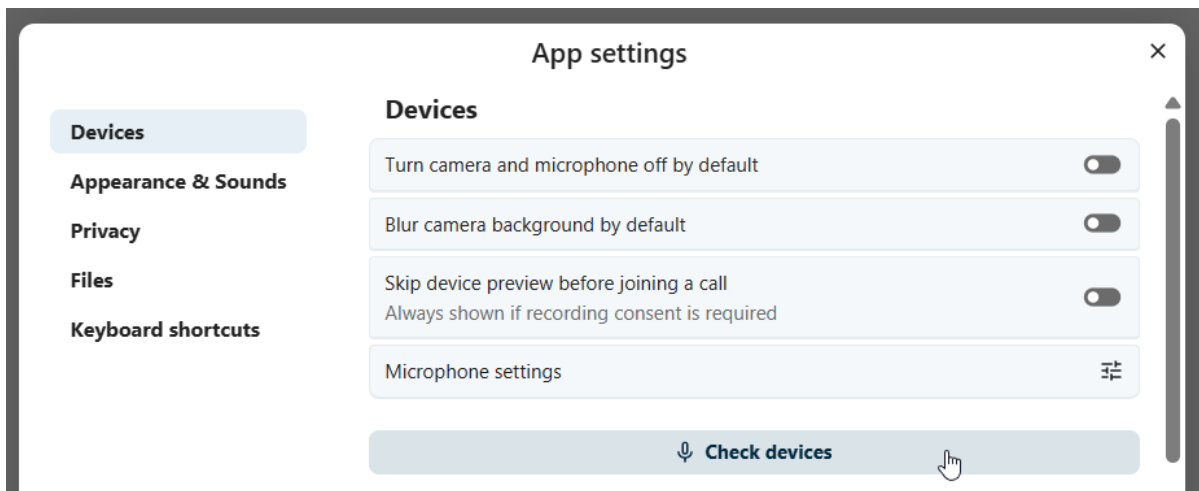 App settings
Devices
Appearance & Sounds
Privacy
Files
Keyboard shortcuts
Devices
Turn camera and microphone off by default
Blur camera background by default
Skip device preview before joining a call
Always shown if recording consent is required
Microphone settings
Check devices